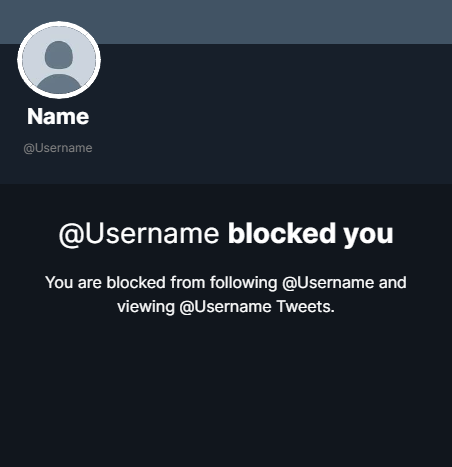 Name
@Username
@Username blocked you
You are blocked from following @Username and
viewing @Username Tweets.